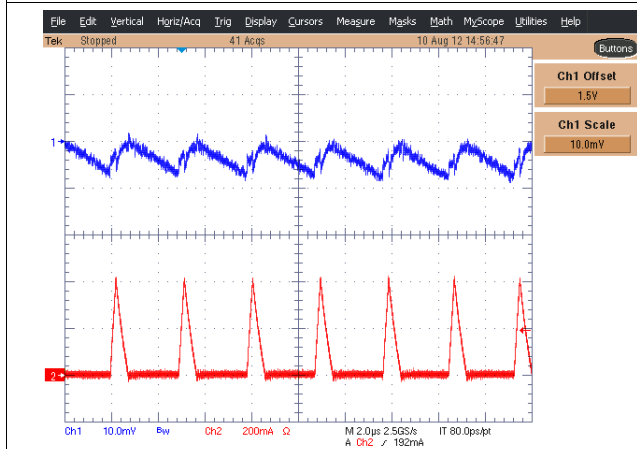 File Edit Vertical Horiz/Acq Trig Display Cursors Measure Masks Math MyScope Utilities Help
Tek Stopped 41 Acqs 10 Aug 12 14:56:47 Buttons
Ch1 Offset
1.5V
Ch1 Scale
10.0mV
1
2
Ch1 10.0mV BW Ch2 200mA Ω M 2.0µs 2.5GS/s IT 80.0ps/pt
A Ch2 ∕ 192mA